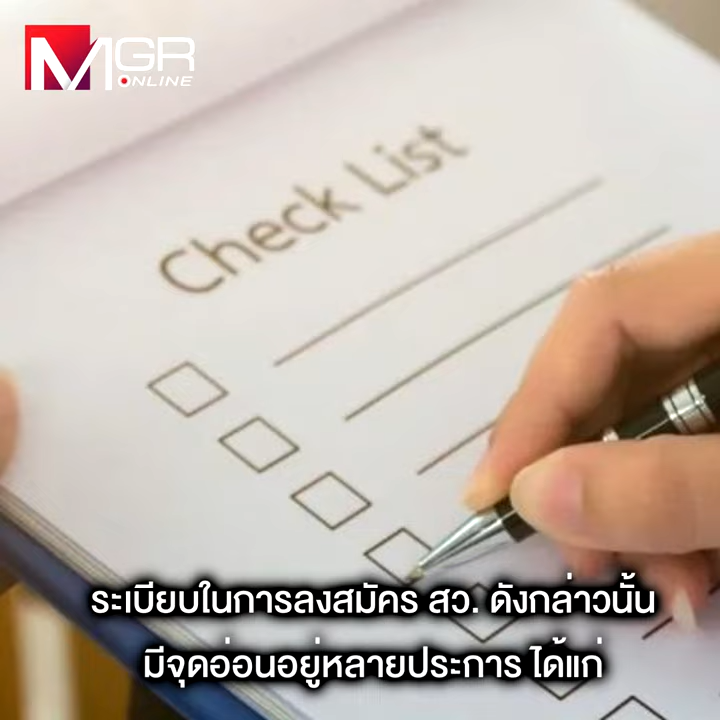 MGR
ONLINE
Check List
ระเบียบในการลงสมัคร สว. ดังกล่าวนั้น
มีจุดอ่อนอยู่หลายประการ ได้แก่